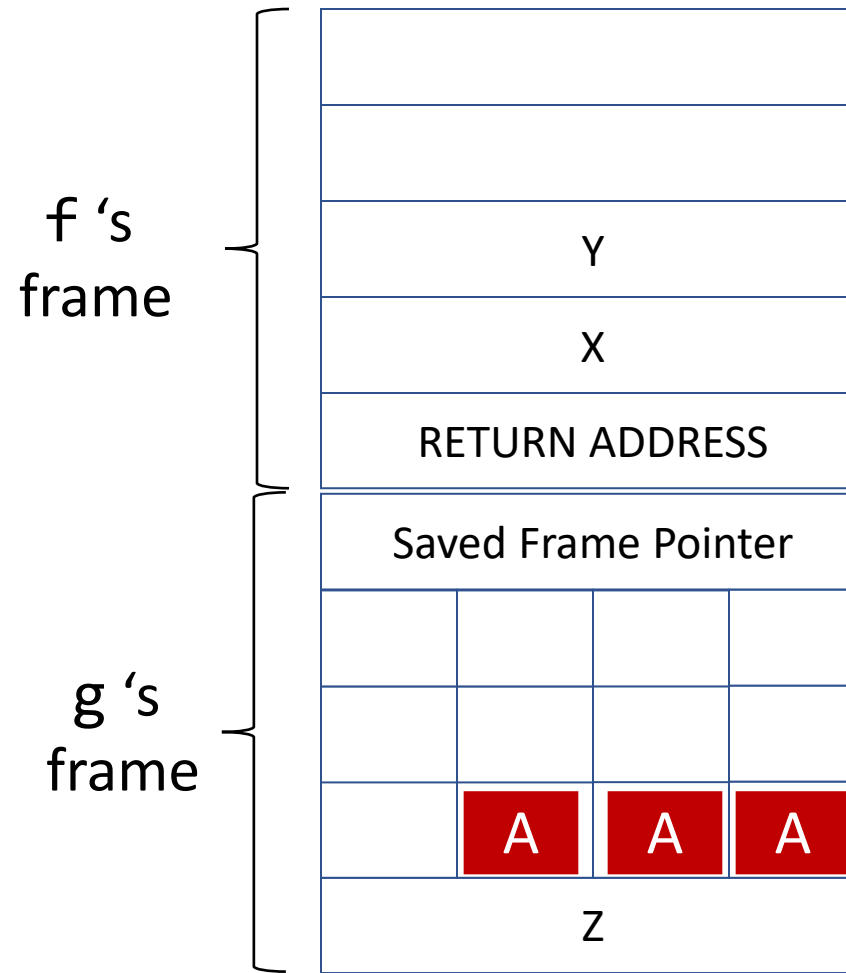 f ‘s
frame
Y
X
RETURN ADDRESS
Saved Frame Pointer
g ‘s
frame
A A A
Z